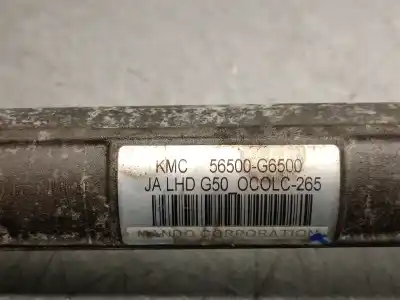 KMC 56500-G6500
JA LHD G50 OCOLC-265
MANDO CORPORATION